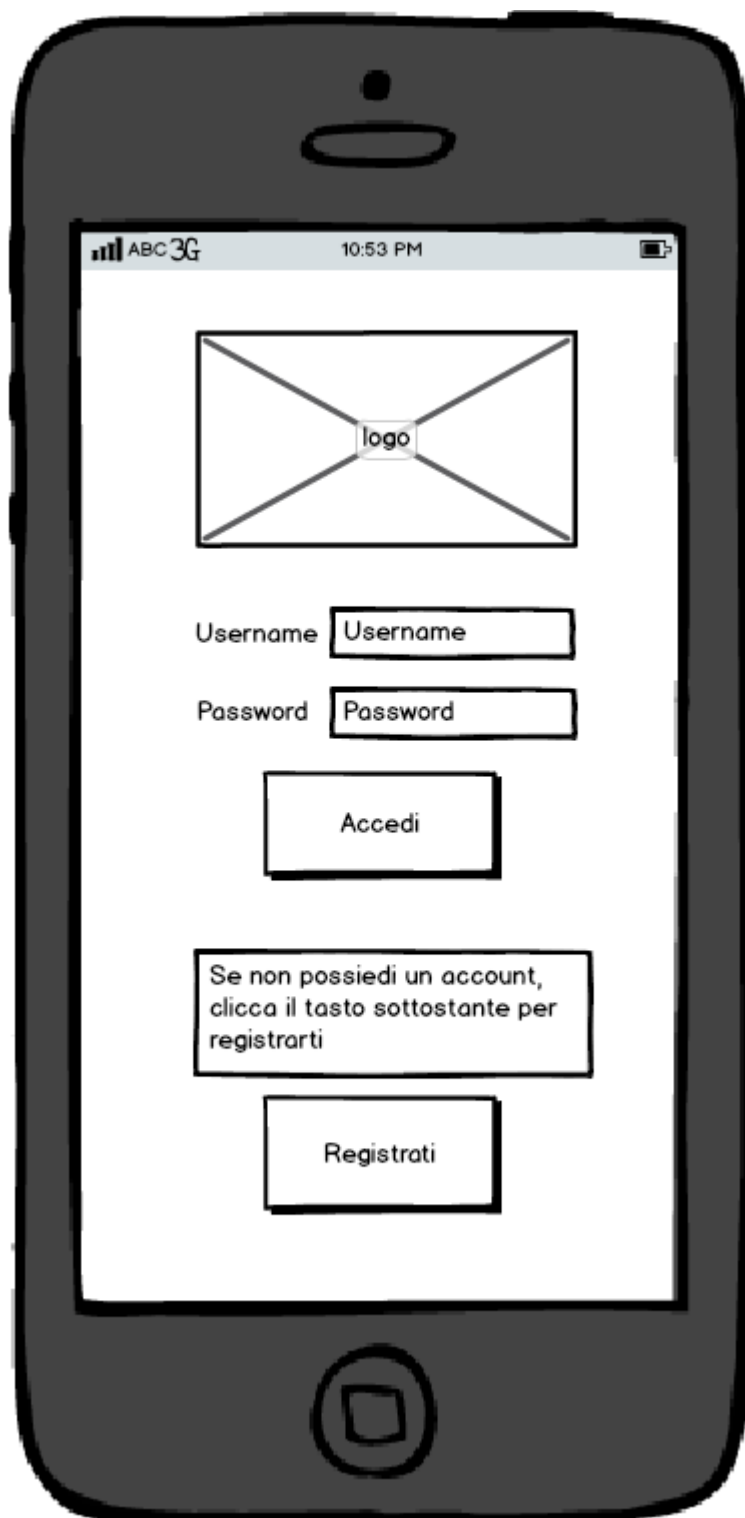 ABC 3G 10:53 PM
logo
Username Username
Password Password
Accedi
Se non possiedi un account,
clicca il tasto sottostante per
registrarti
Registrati